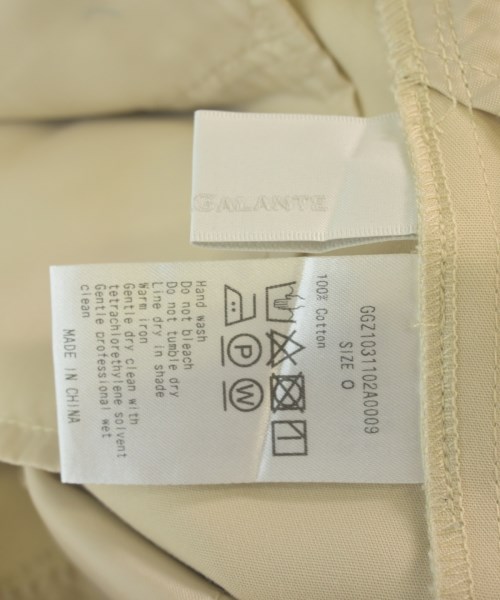 GALANTE
GGZ1031102A0009
SIZE 0
100% Cotton
P
W
Hand wash
Do not bleach
Do not tumble dry
Line dry in shade
Warm iron
Gentle dry clean with
tetrachlorethylene solvent
Gentle professional wet
clean
MADE IN CHINA